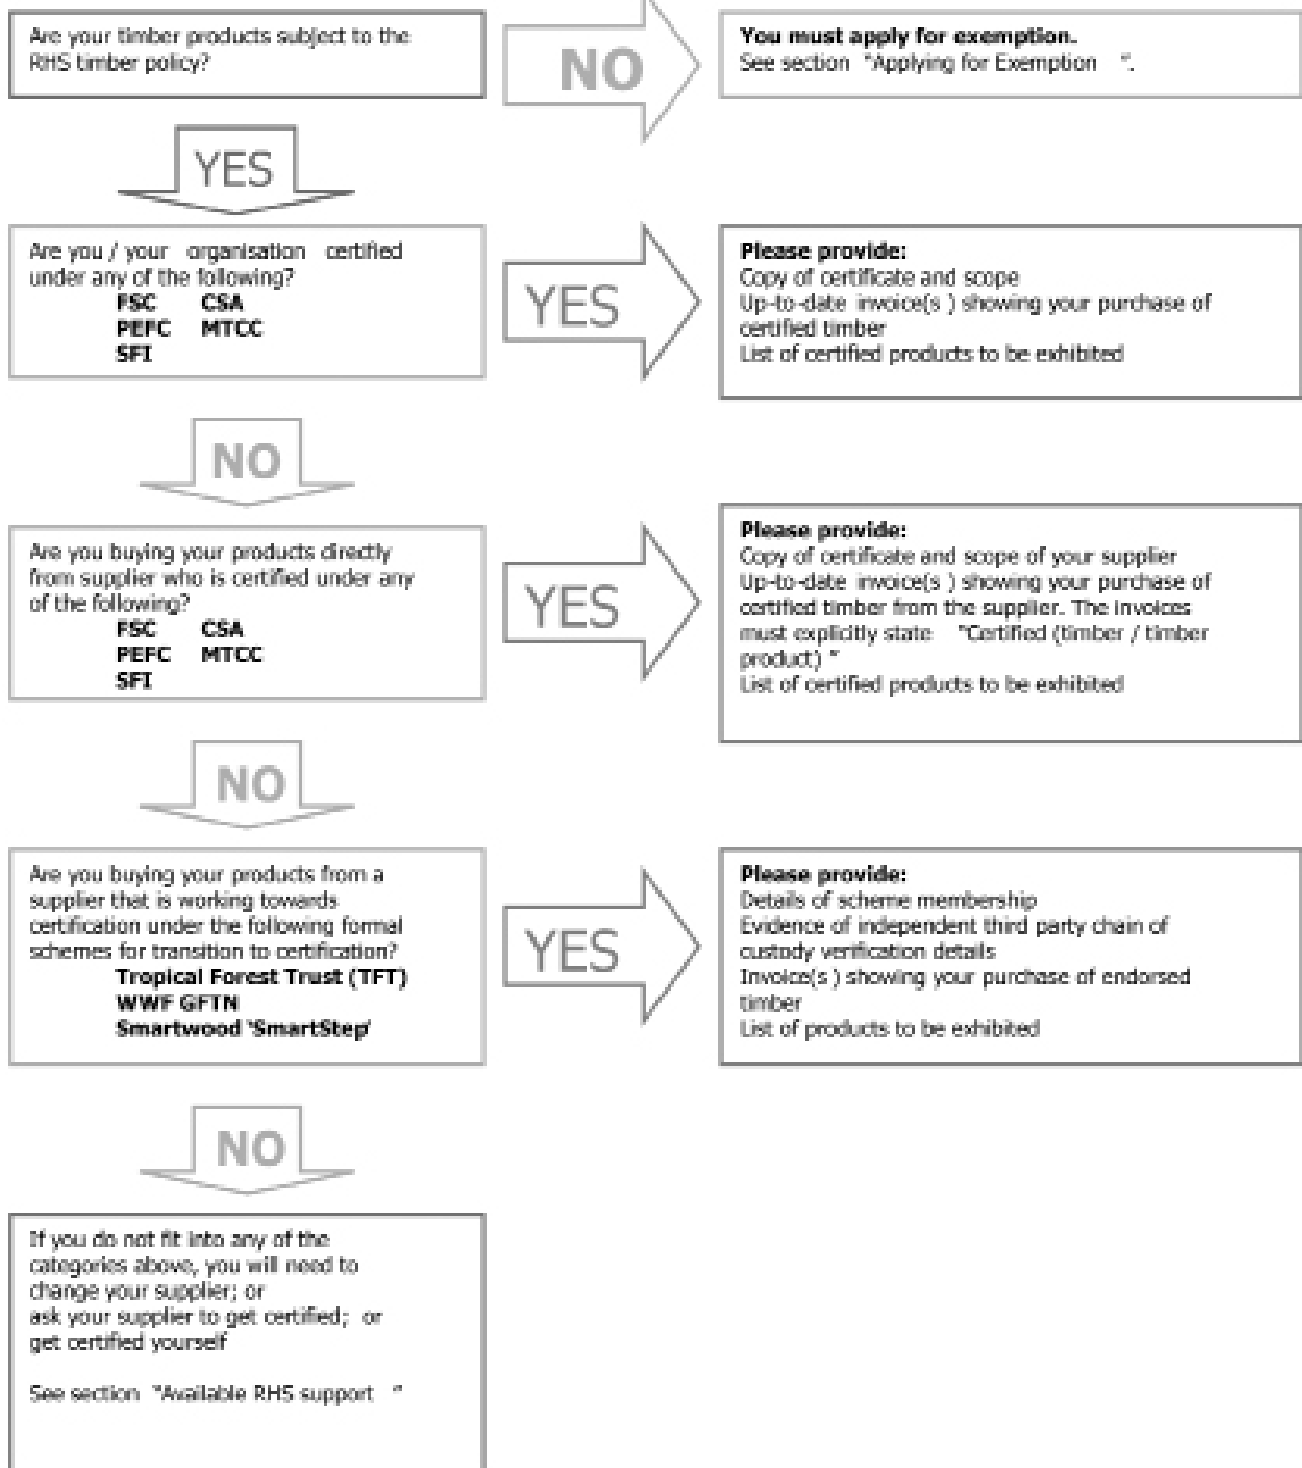 Are your timber products subject to the
RHS timber policy?
NO
You must apply for exemption.
See section "Applying for Exemption ".
YES
Are you / your organisation certified
under any of the following?
FSC CSA
PEFC MTCC
SFI
YES
Please provide:
Copy of certificate and scope
Up-to-date invoice(s ) showing your purchase of
certified timber
List of certified products to be exhibited
NO
Are you buying your products directly
from supplier who is certified under any
of the following?
FSC CSA
PEFC MTCC
SFI
YES
Please provide:
Copy of certificate and scope of your supplier
Up-to-date invoice(s ) showing your purchase of
certified timber from the supplier. The invoices
must explicitly state "Certified (timber / timber
product) "
List of certified products to be exhibited
NO
Are you buying your products from a
supplier that is working towards
certification under the following formal
schemes for transition to certification?
Tropical Forest Trust (TFT)
WWF GFTN
Smartwood 'SmartStep'
YES
Please provide:
Details of scheme membership
Evidence of independent third party chain of
custody verification details
Invoice(s ) showing your purchase of endorsed
timber
List of products to be exhibited
NO
If you do not fit into any of the
categories above, you will need to
change your supplier; or
ask your supplier to get certified; or
get certified yourself
See section "Available RHS support "